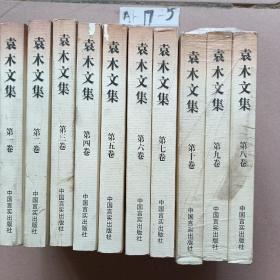 A-17-5
袁木文集
第一卷
中国言实出版社
袁木文集
第二卷
中国言实出版社
袁木文集
第三卷
中国言实出版社
袁木文集
第四卷
中国言实出版社
袁木文集
第五卷
中国言实出版社
袁木文集
第六卷
中国言实出版社
袁木文集
第七卷
中国言实出版社
袁木文集
第十卷
中国言实出版社
袁木文集
第九卷
中国言实出版社
袁木文集
第八卷
中国言实出版社